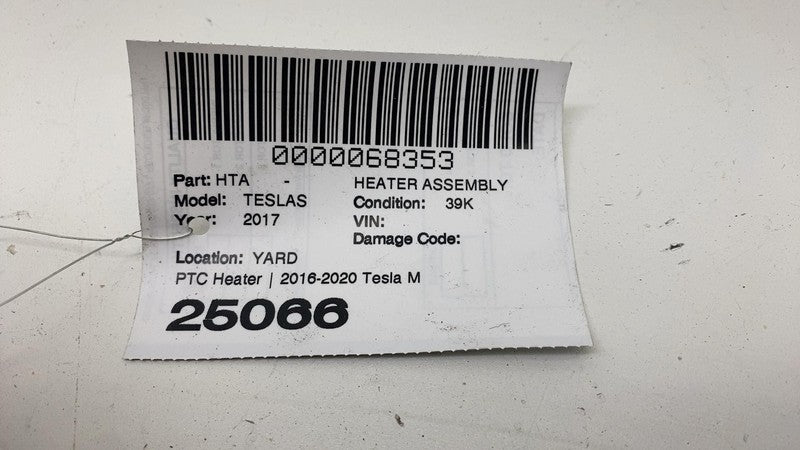 0000068353
Part: HTA - HEATER ASSEMBLY
Model: TESLAS Condition: 39K
Year: 2017 VIN:
Damage Code:
Location: YARD
PTC Heater | 2016-2020 Tesla M
25066